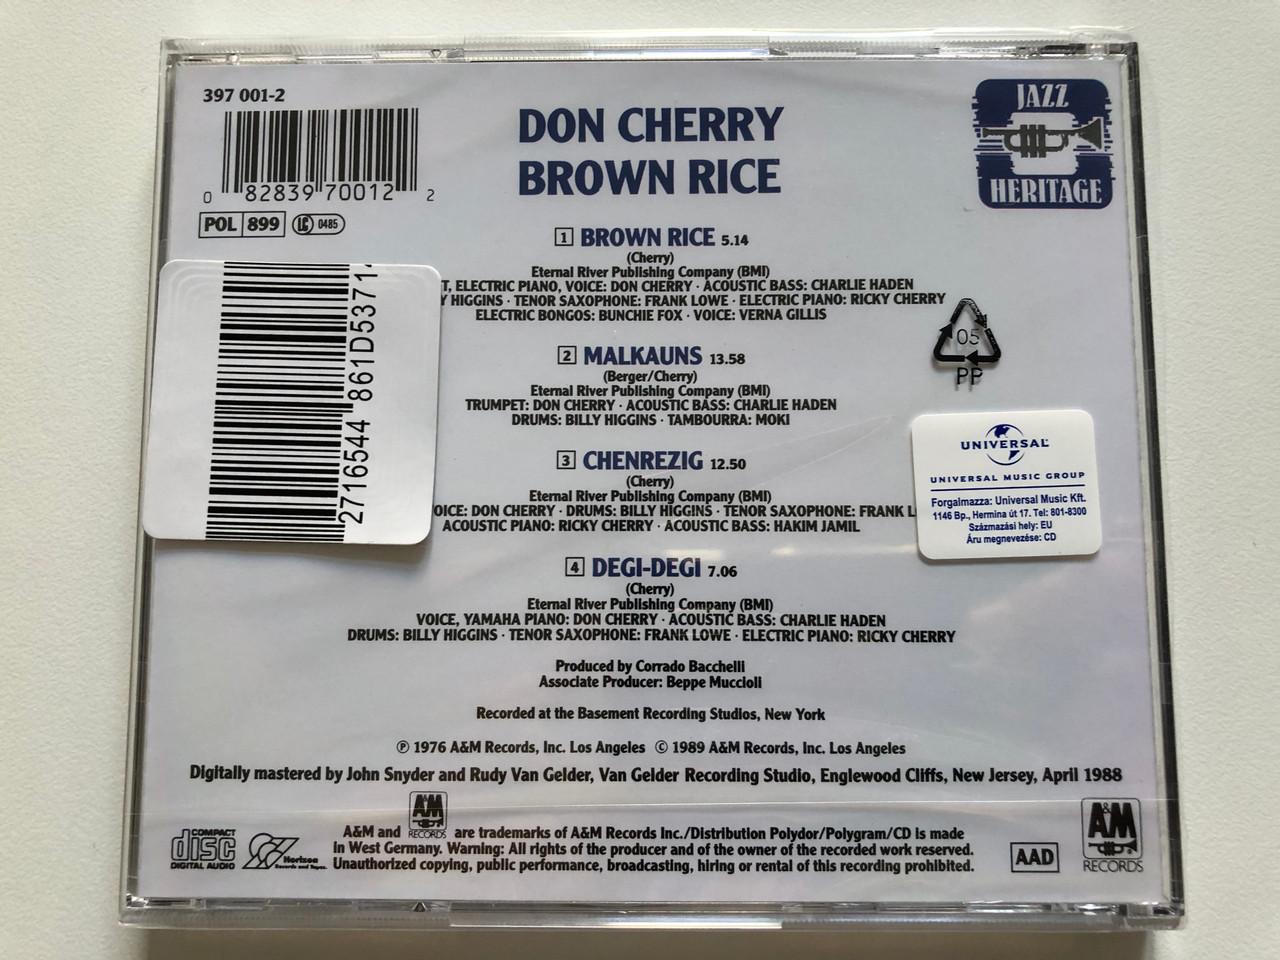 397 001-2
0 82839 70012 2
POL 899 LC 0485
DON CHERRY
BROWN RICE
JAZZ
HERITAGE
1 BROWN RICE 5.14
(Cherry)
Eternal River Publishing Company (BMI)
ELECTRIC PIANO, VOICE: DON CHERRY · ACOUSTIC BASS: CHARLIE HADEN
HIGGINS · TENOR SAXOPHONE: FRANK LOWE · ELECTRIC PIANO: RICKY CHERRY
ELECTRIC BONGOS: BUNCHIE FOX · VOICE: VERNA GILLIS
2716544 861D5371
05
PP
2 MALKAUNS 13.58
(Berger/Cherry)
Eternal River Publishing Company (BMI)
TRUMPET: DON CHERRY · ACOUSTIC BASS: CHARLIE HADEN
DRUMS: BILLY HIGGINS · TAMBOURRA: MOKI
3 CHENREZIG 12.50
(Cherry)
Eternal River Publishing Company (BMI)
OICE: DON CHERRY · DRUMS: BILLY HIGGINS · TENOR SAXOPHONE: FRANK L
ACOUSTIC PIANO: RICKY CHERRY · ACOUSTIC BASS: HAKIM JAMIL
UNIVERSAL
UNIVERSAL MUSIC GROUP
Forgalmazza: Universal Music Kft.
1146 Bp., Hermina út 17. Tel: 801-8300
Származási hely: EU
Áru megnevezése: CD
4 DEGI-DEGI 7.06
(Cherry)
Eternal River Publishing Company (BMI)
VOICE, YAMAHA PIANO: DON CHERRY · ACOUSTIC BASS: CHARLIE HADEN
DRUMS: BILLY HIGGINS · TENOR SAXOPHONE: FRANK LOWE · ELECTRIC PIANO: RICKY CHERRY
Produced by Corrado Bacchelli
Associate Producer: Beppe Muccioli
Recorded at the Basement Recording Studios, New York
℗ 1976 A&M Records, Inc. Los Angeles © 1989 A&M Records, Inc. Los Angeles
Digitally mastered by John Snyder and Rudy Van Gelder, Van Gelder Recording Studio, Englewood Cliffs, New Jersey, April 1988
COMPACT
disc
DIGITAL AUDIO
Horizon
Records and Tapes
A&M and A&M RECORDS are trademarks of A&M Records Inc./Distribution Polydor/Polygram/CD is made
in West Germany. Warning: All rights of the producer and of the owner of the recorded work reserved.
Unauthorized copying, public performance, broadcasting, hiring or rental of this recording prohibited.
AAD
A&M
RECORDS